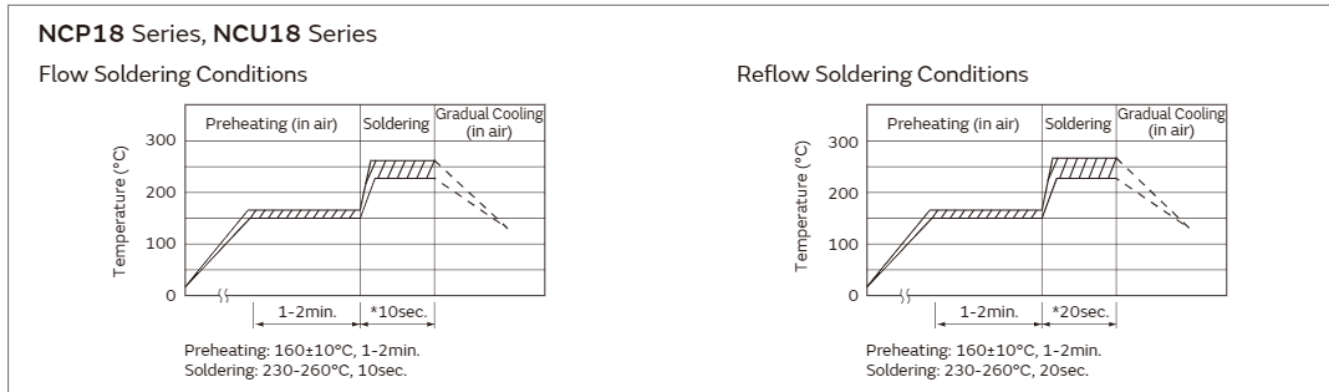 NCP18 Series, NCU18 Series
Flow Soldering Conditions
Temperature (°C)
300
200
100
0
Preheating (in air)
Soldering
Gradual Cooling
(in air)
1-2min.
*10sec.
Preheating: 160±10°C, 1-2min.
Soldering: 230-260°C, 10sec.
Reflow Soldering Conditions
Temperature (°C)
300
200
100
0
Preheating (in air)
Soldering
Gradual Cooling
(in air)
1-2min.
*20sec.
Preheating: 160±10°C, 1-2min.
Soldering: 230-260°C, 20sec.